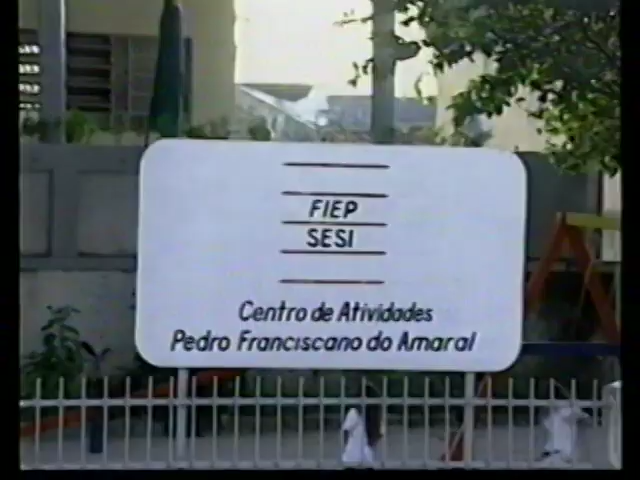 FIEP
SESI
Centro de Atividades
Pedro Franciscano do Amaral